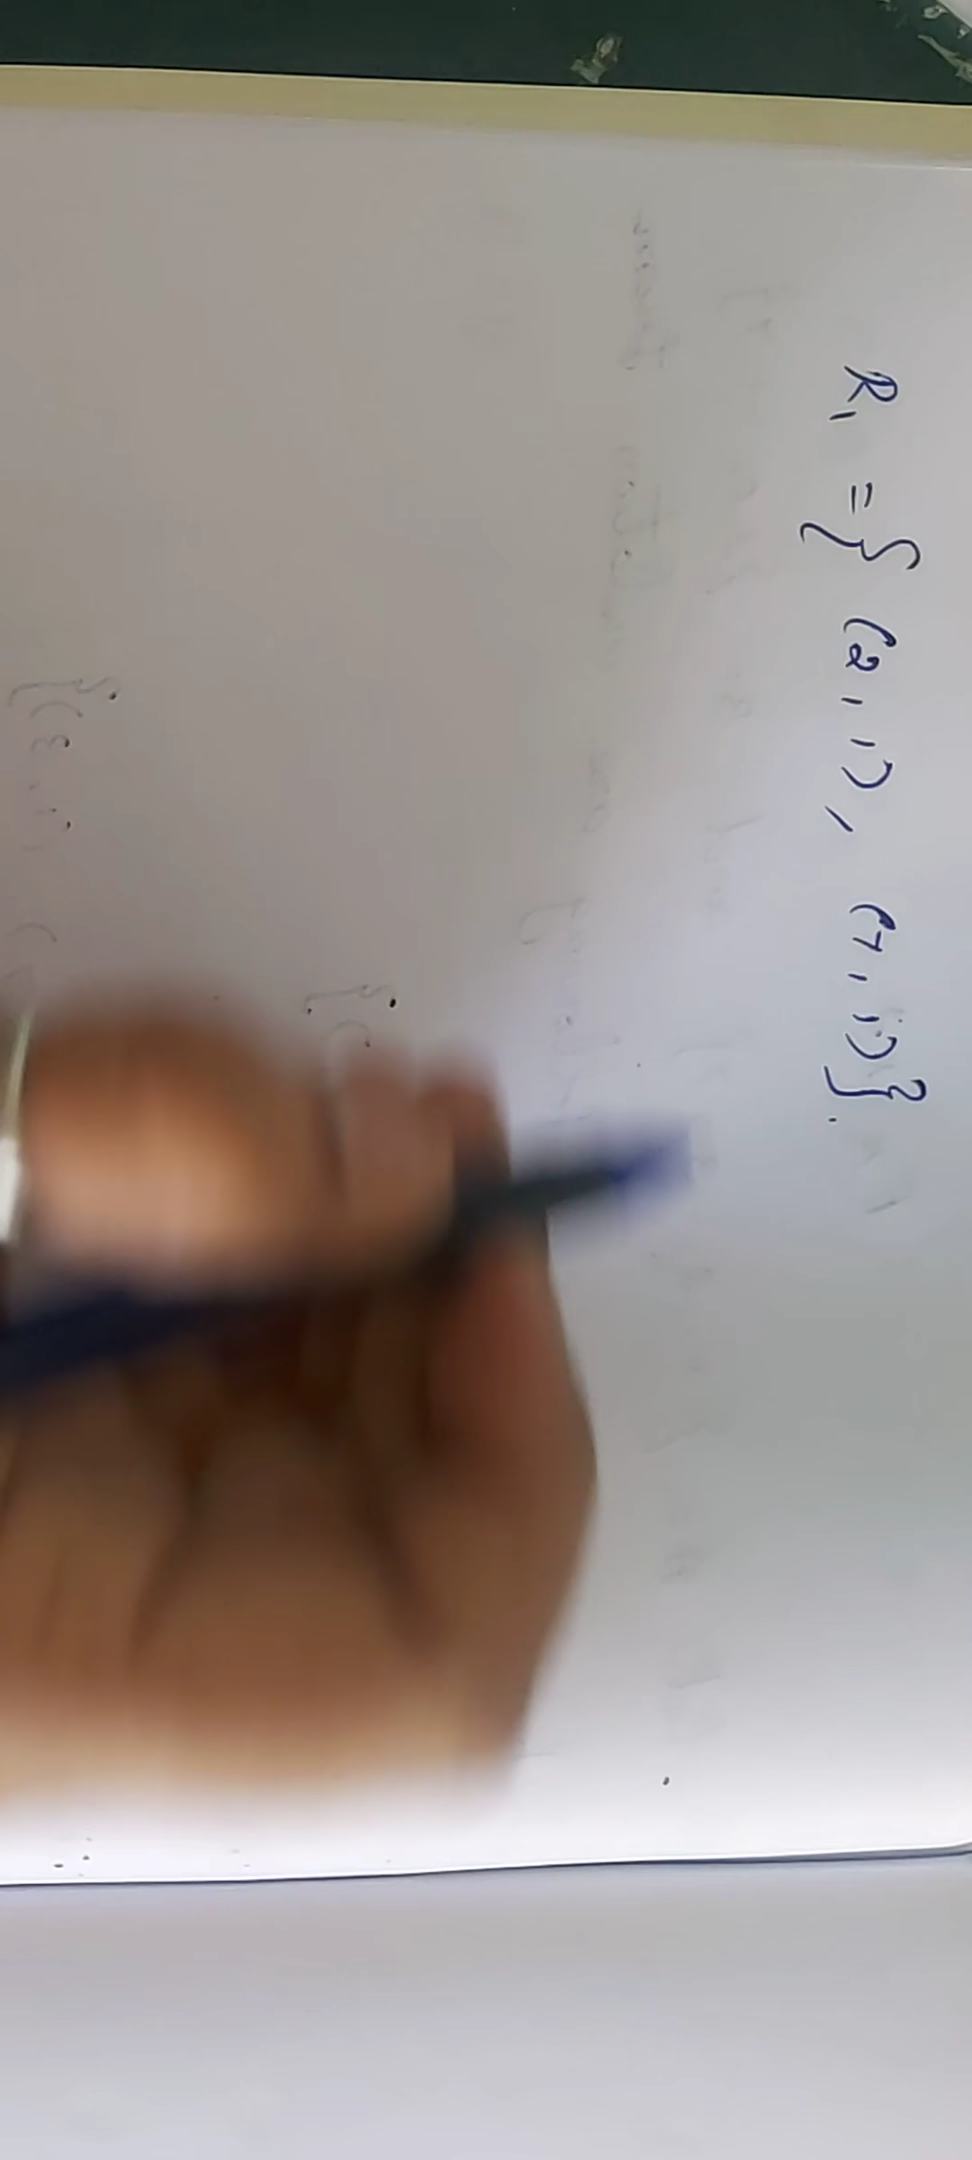 R₁ = { (2, 1), (7, 1) }.